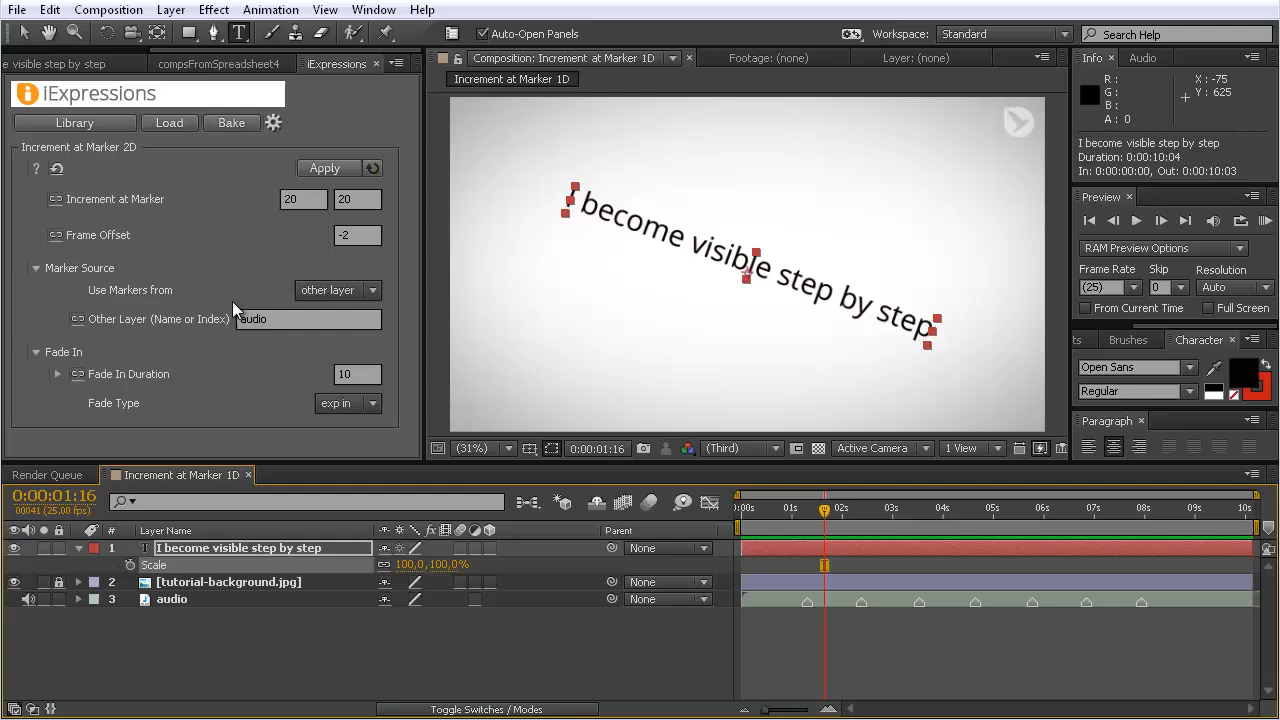 File Edit Composition Layer Effect Animation View Window Help
Auto-Open Panels Workspace: Standard Search Help
e visible step by step compsFromSpreadsheet4 iExpressions
Composition: Increment at Marker 1D Footage: (none) Layer: (none)
Info Audio
iExpressions
Increment at Marker 1D
Library Load Bake
R: G: B: A: 0
X: -75
Y: 625
Increment at Marker 2D
Apply
Increment at Marker 20 20
Frame Offset -2
Marker Source
Use Markers from other layer
Other Layer (Name or Index) audio
Fade In
Fade In Duration 10
Fade Type exp in
I become visible step by step
(31%) 0:00:01:16 (Third) Active Camera 1 View
I become visible step by step
Duration: 0:00:10:04
In: 0:00:00:00, Out: 0:00:10:03
Preview
RAM Preview Options
Frame Rate Skip Resolution
(25) 0 Auto
From Current Time Full Screen
ts Brushes Character
Open Sans
Regular
Paragraph
Render Queue Increment at Marker 1D
0:00:01:16
00041 (25.00 fps)
:00s 01s 02s 03s 04s 05s 06s 07s 08s 09s 10s
# Layer Name Parent
1 T I become visible step by step None
Scale 100,0,100,0%
2 [tutorial-background.jpg] None
3 audio None
Toggle Switches / Modes